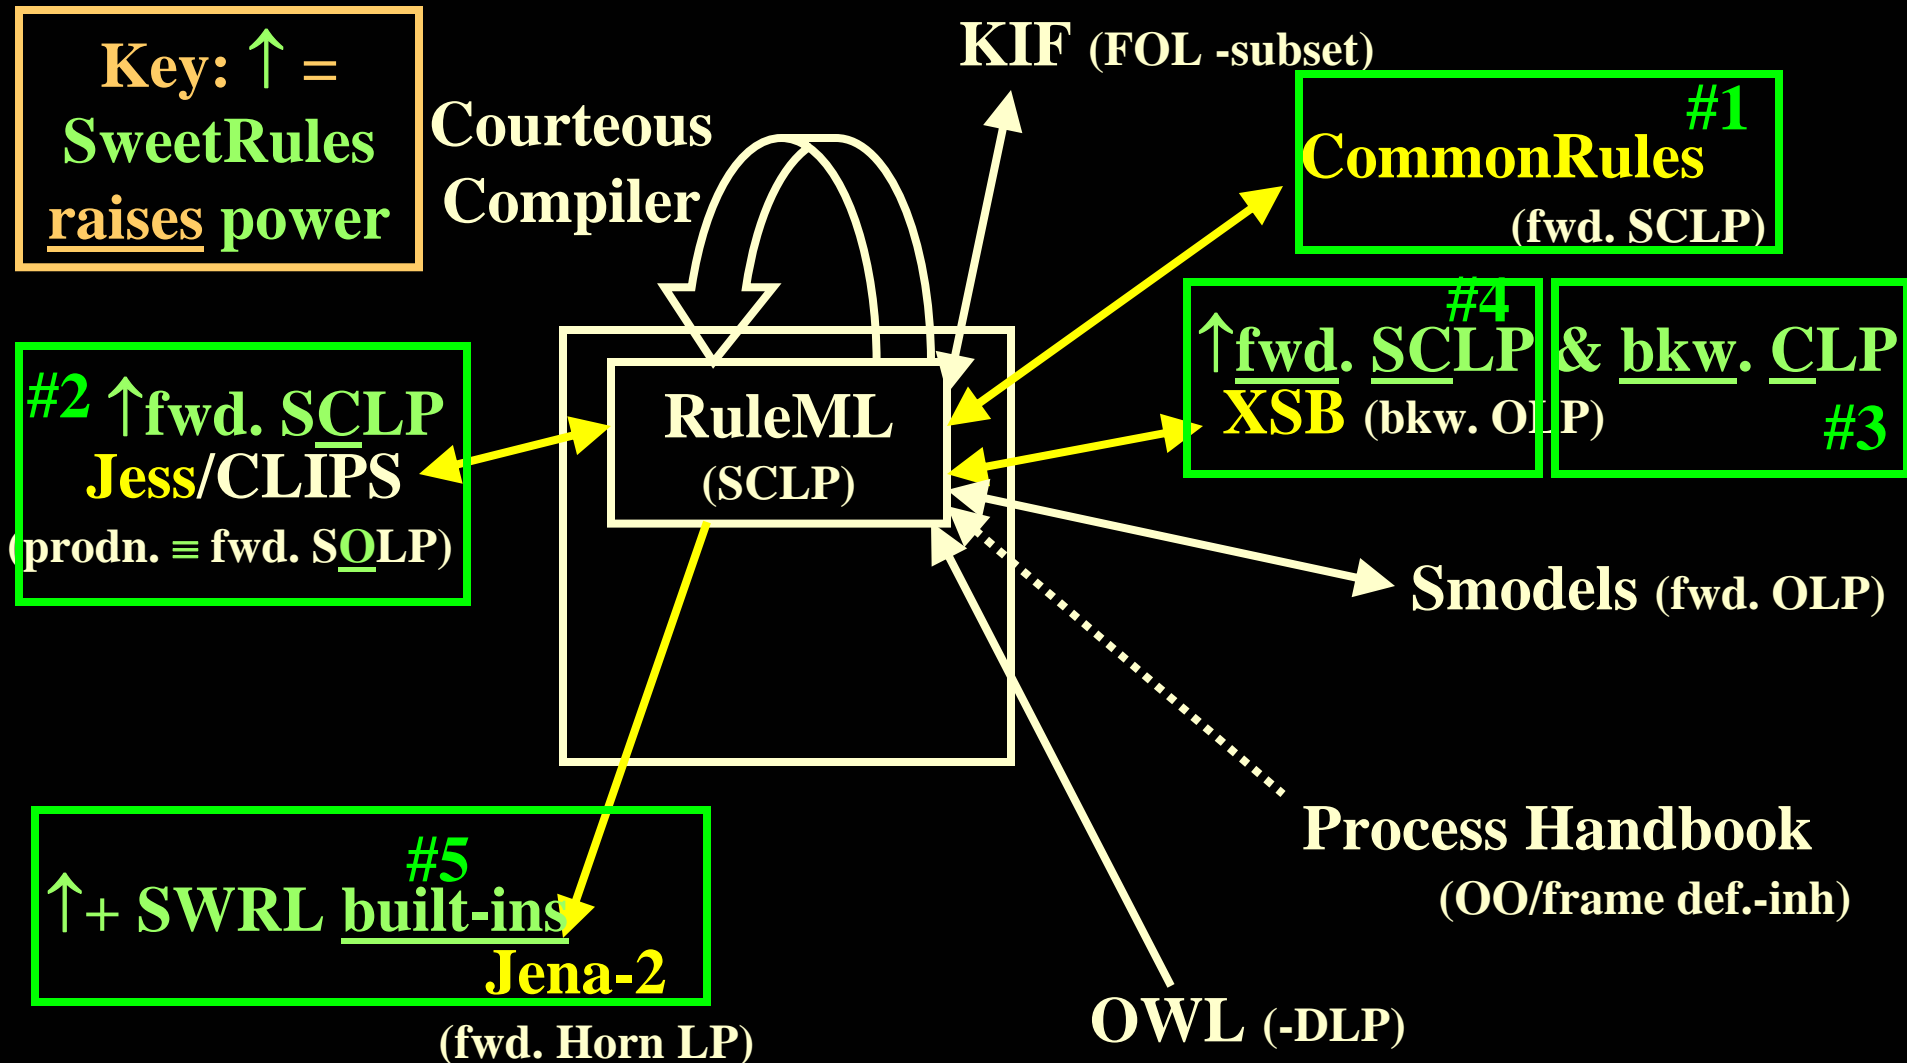 Key: ↑ =
SweetRules
raises power
Courteous
Compiler
KIF (FOL -subset)
#1
CommonRules
(fwd. SCLP)
#4
↑fwd. SCLP & bkw. CLP
XSB (bkw. OLP)
#3
#2 ↑fwd. SCLP
Jess/CLIPS
(prodn. ≡ fwd. SOLP)
RuleML
(SCLP)
Smodels (fwd. OLP)
Process Handbook
(OO/frame def.-inh)
#5
↑+ SWRL built-ins
Jena-2
(fwd. Horn LP)
OWL (-DLP)